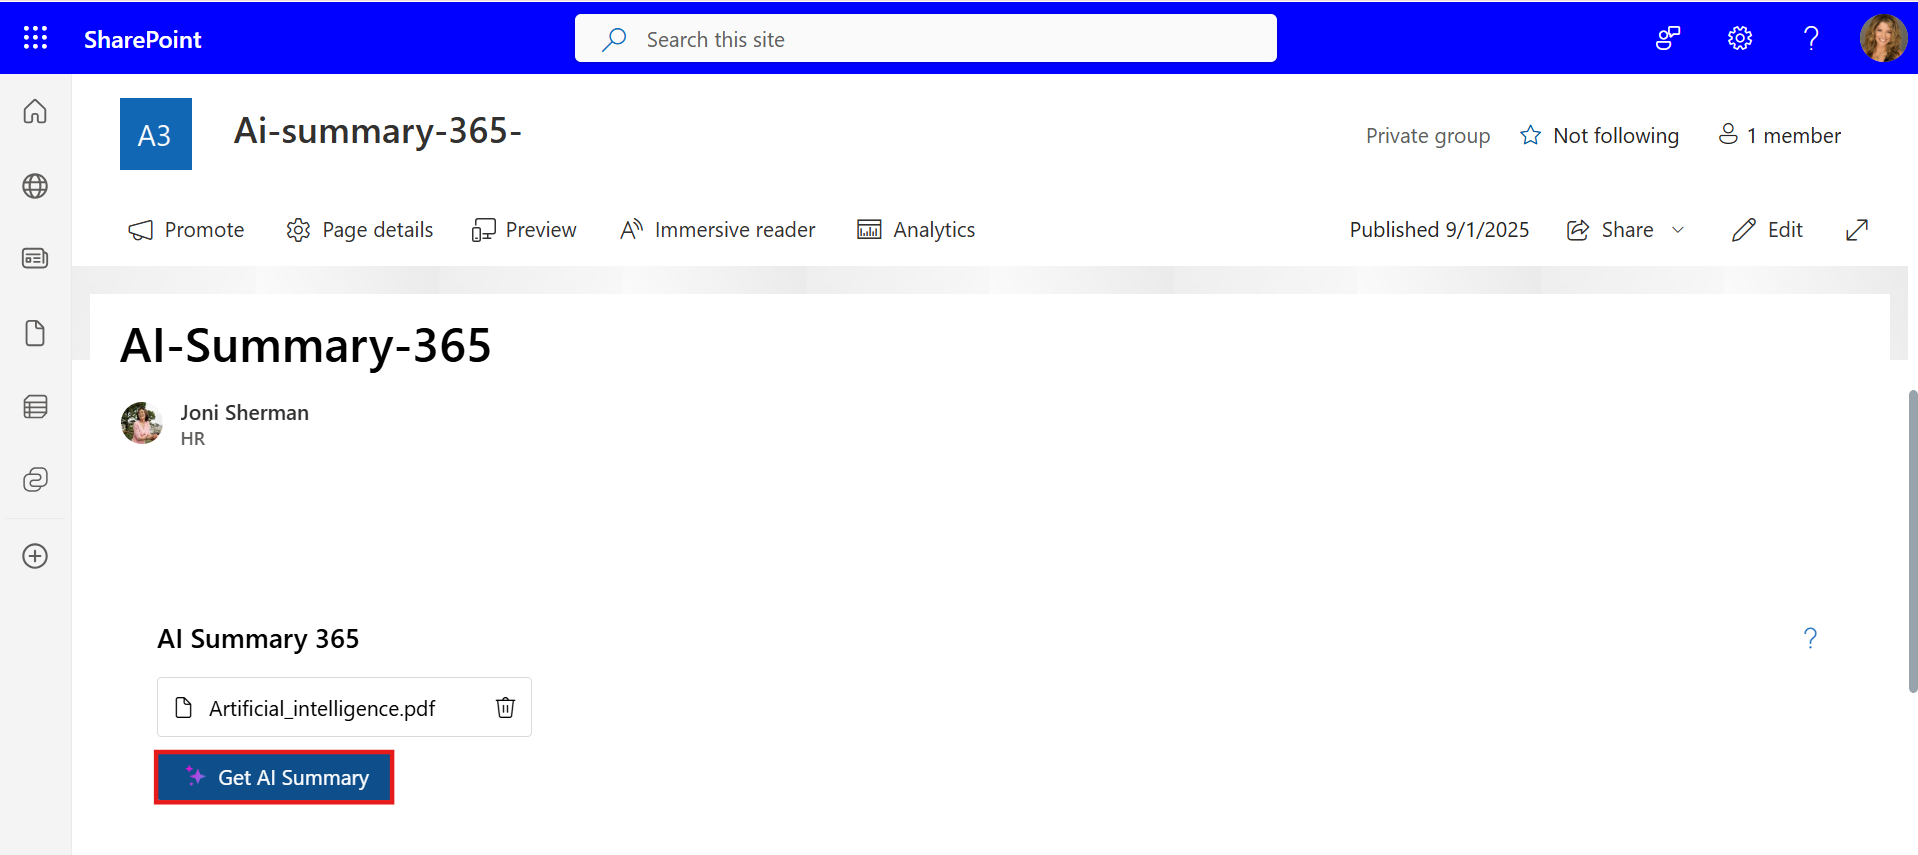 SharePoint
Search this site
A3
Ai-summary-365-
Private group
Not following
1 member
Promote
Page details
Preview
Immersive reader
Analytics
Published 9/1/2025
Share
Edit
AI-Summary-365
Joni Sherman
HR
AI Summary 365
?
Artificial_intelligence.pdf
Get AI Summary